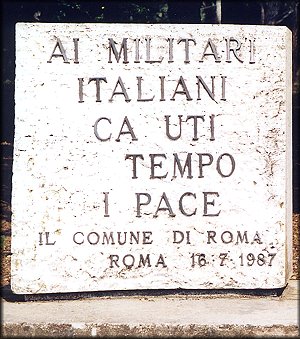 AI MILITARI
ITALIANI
CA UTI
TEMPO
I PACE
IL COMUNE DI ROMA
ROMA 16 7 1987